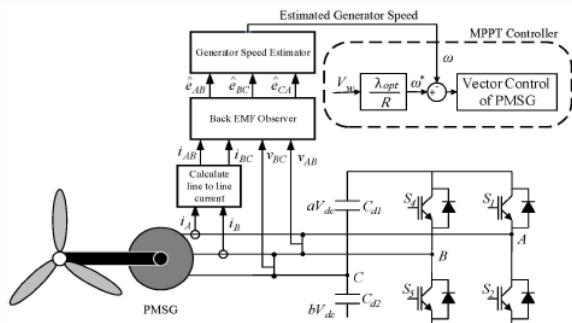 Estimated Generator Speed
MPPT Controller
Generator Speed Estimator
ω
ê_AB ê_BC ê_CA
V_w λ_opt/R ω* + - Vector Control of PMSG
Back EMF Observer
i_AB i_BC v_BC v_AB
Calculate line to line current
i_A i_B
aV_dc C_d1 S_4 S_1
A
B
C
PMSG
bV_dc C_d2 S_5 S_2